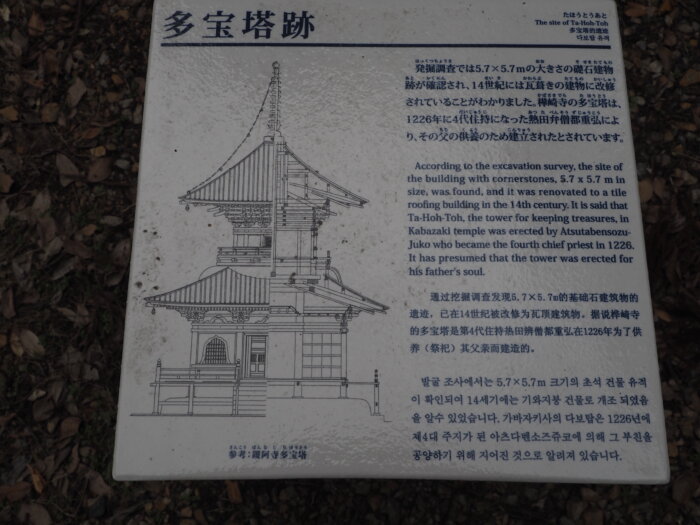 多宝塔跡
たほうとうあと
The site of Ta-Hoh-Toh
多宝塔的遗迹
다보탑 유적
発掘調査では5.7×5.7mの大きさの礎石建物
跡が確認され、14世紀には瓦葺きの建物に改修
されていることがわかりました。樺崎寺の多宝塔は、
1226年に4代住持になった熱田弁僧都重弘によ
り、その父の供養のため建立されたとされています。
According to the excavation survey, the site of
the building with cornerstones, 5.7 x 5.7 m in
size, was found, and it was renovated to a tile
roofing building in the 14th century. It is said that
Ta-Hoh-Toh, the tower for keeping treasures, in
Kabazaki temple was erected by Atsutabensozu-
Juko who became the fourth chief priest in 1226.
It has presumed that the tower was erected for
his father's soul.
通过挖掘调查发现5.7×5.7m的基础石建筑物的
遗迹，已在14世纪被改修为瓦顶建筑物。据说桦崎寺
的多宝塔是第4代住持热田辨僧都重弘在1226年为了供
养（祭祀）其父亲而建造的。
발굴 조사에서는 5.7×5.7m 크기의 초석 건물 유적
이 확인되어 14세기에는 기와지붕 건물로 개조 되었음
을 알수 있었습니다. 가바자키사의 다보탑은 1226년에
제4대 주지가 된 아츠다벤소즈쥬코에 의해 그 부친을
공양하기 위해 지어진 것으로 알려져 있습니다.
参考：鑁阿寺多宝塔